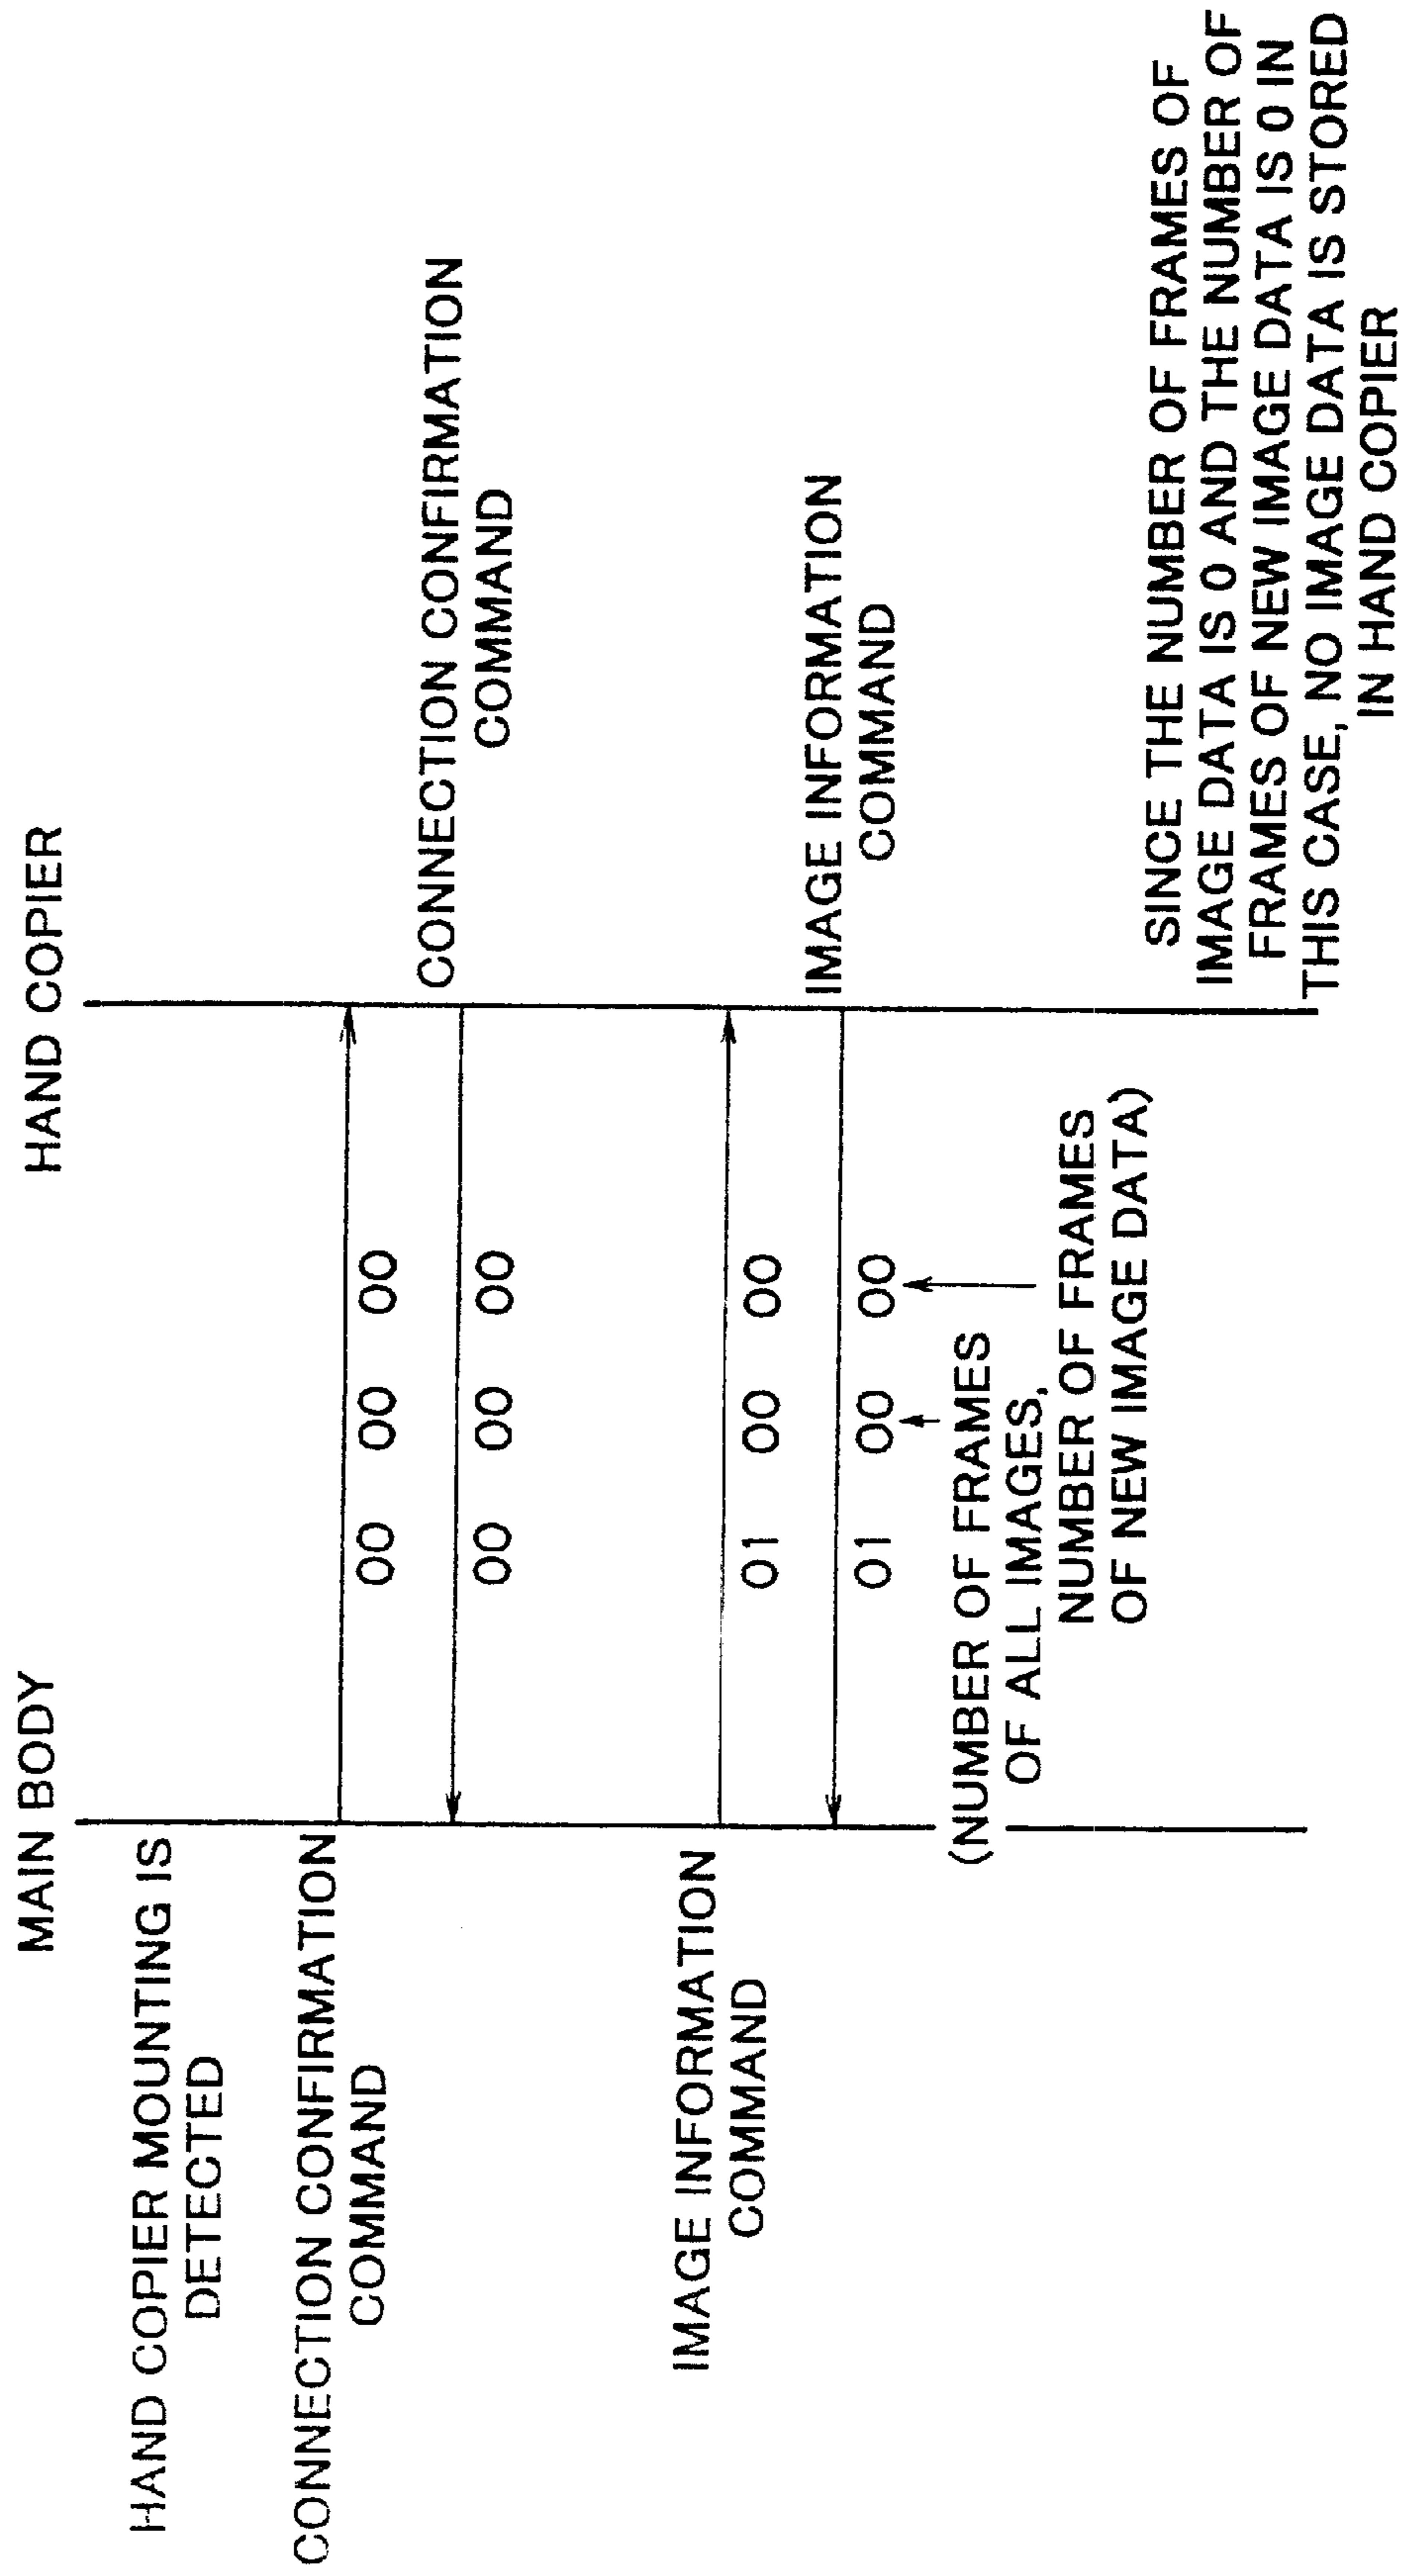 MAIN BODY
HAND COPIER
HAND COPIER MOUNTING IS
DETECTED
CONNECTION CONFIRMATION
COMMAND
00 00 00
CONNECTION CONFIRMATION
COMMAND
00 00 00
IMAGE INFORMATION
COMMAND
01 00 00
IMAGE INFORMATION
COMMAND
01 00 00
(NUMBER OF FRAMES
OF ALL IMAGES,
NUMBER OF FRAMES
OF NEW IMAGE DATA)
SINCE THE NUMBER OF FRAMES OF
IMAGE DATA IS 0 AND THE NUMBER OF
FRAMES OF NEW IMAGE DATA IS 0 IN
THIS CASE, NO IMAGE DATA IS STORED
IN HAND COPIER